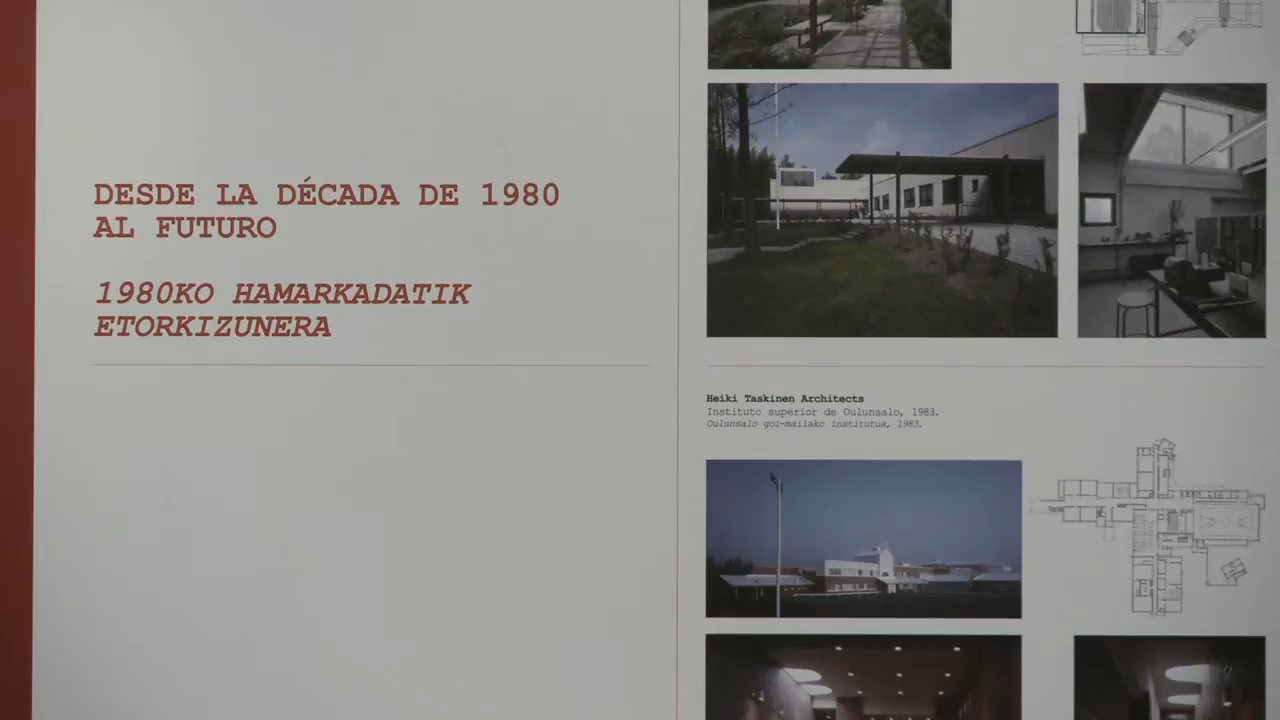 DESDE LA DÉCADA DE 1980
AL FUTURO
1980KO HAMARKADATIK
ETORKIZUNERA
Heiki Taskinen Architects
Instituto superior de Oulunsalo, 1983.
Oulunsalo goi-mailako institutua, 1983.